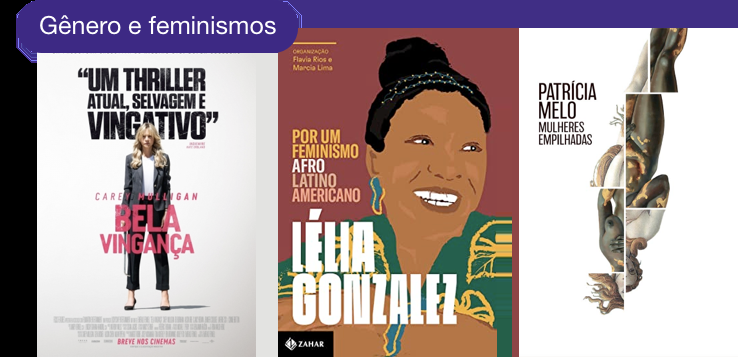 Gênero e feminismos
“UM THRILLER
ATUAL, SELVAGEM E
VINGATIVO”
CAREY MULLIGAN
BELA
VINGANÇA
BREVE NOS CINEMAS
ORGANIZAÇÃO
Flavia Rios e
Marcia Lima
POR UM
FEMINISMO
AFRO
LATINO
AMERICANO
LÉLIA
GONZALEZ
ZAHAR
PATRÍCIA
MELO
MULHERES
EMPILHADAS